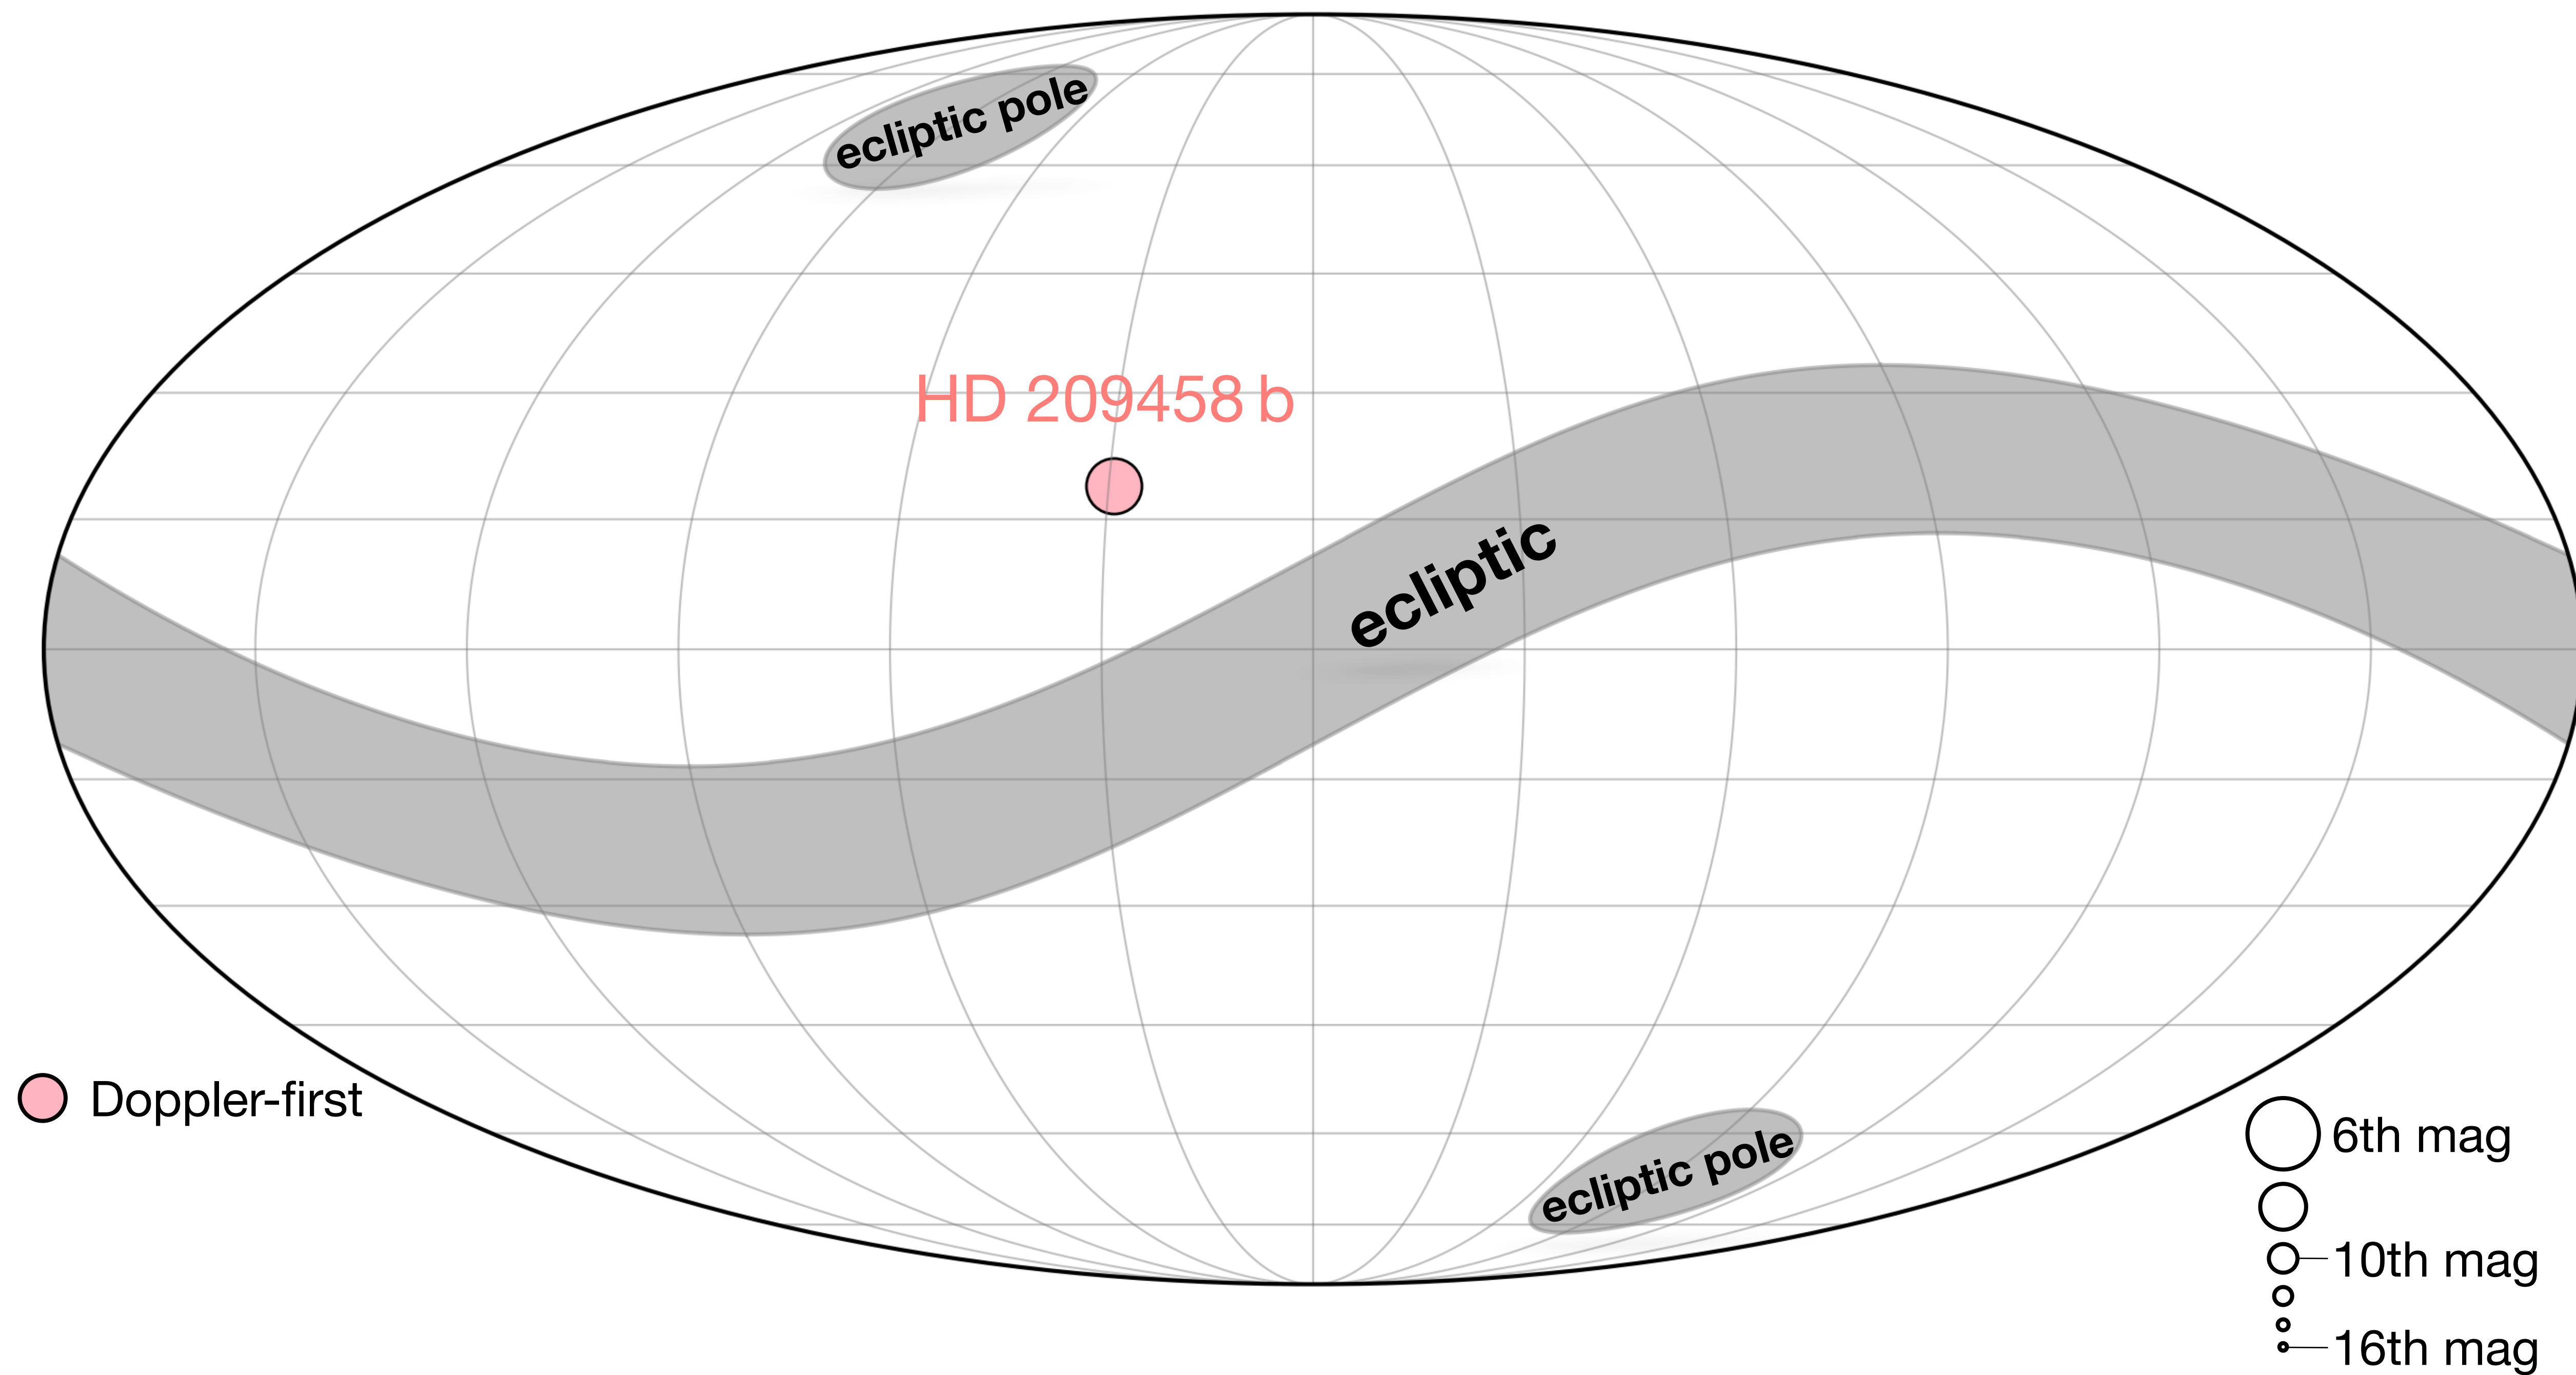 ecliptic pole
HD 209458 b
ecliptic
Doppler-first
ecliptic pole
6th mag
10th mag
16th mag